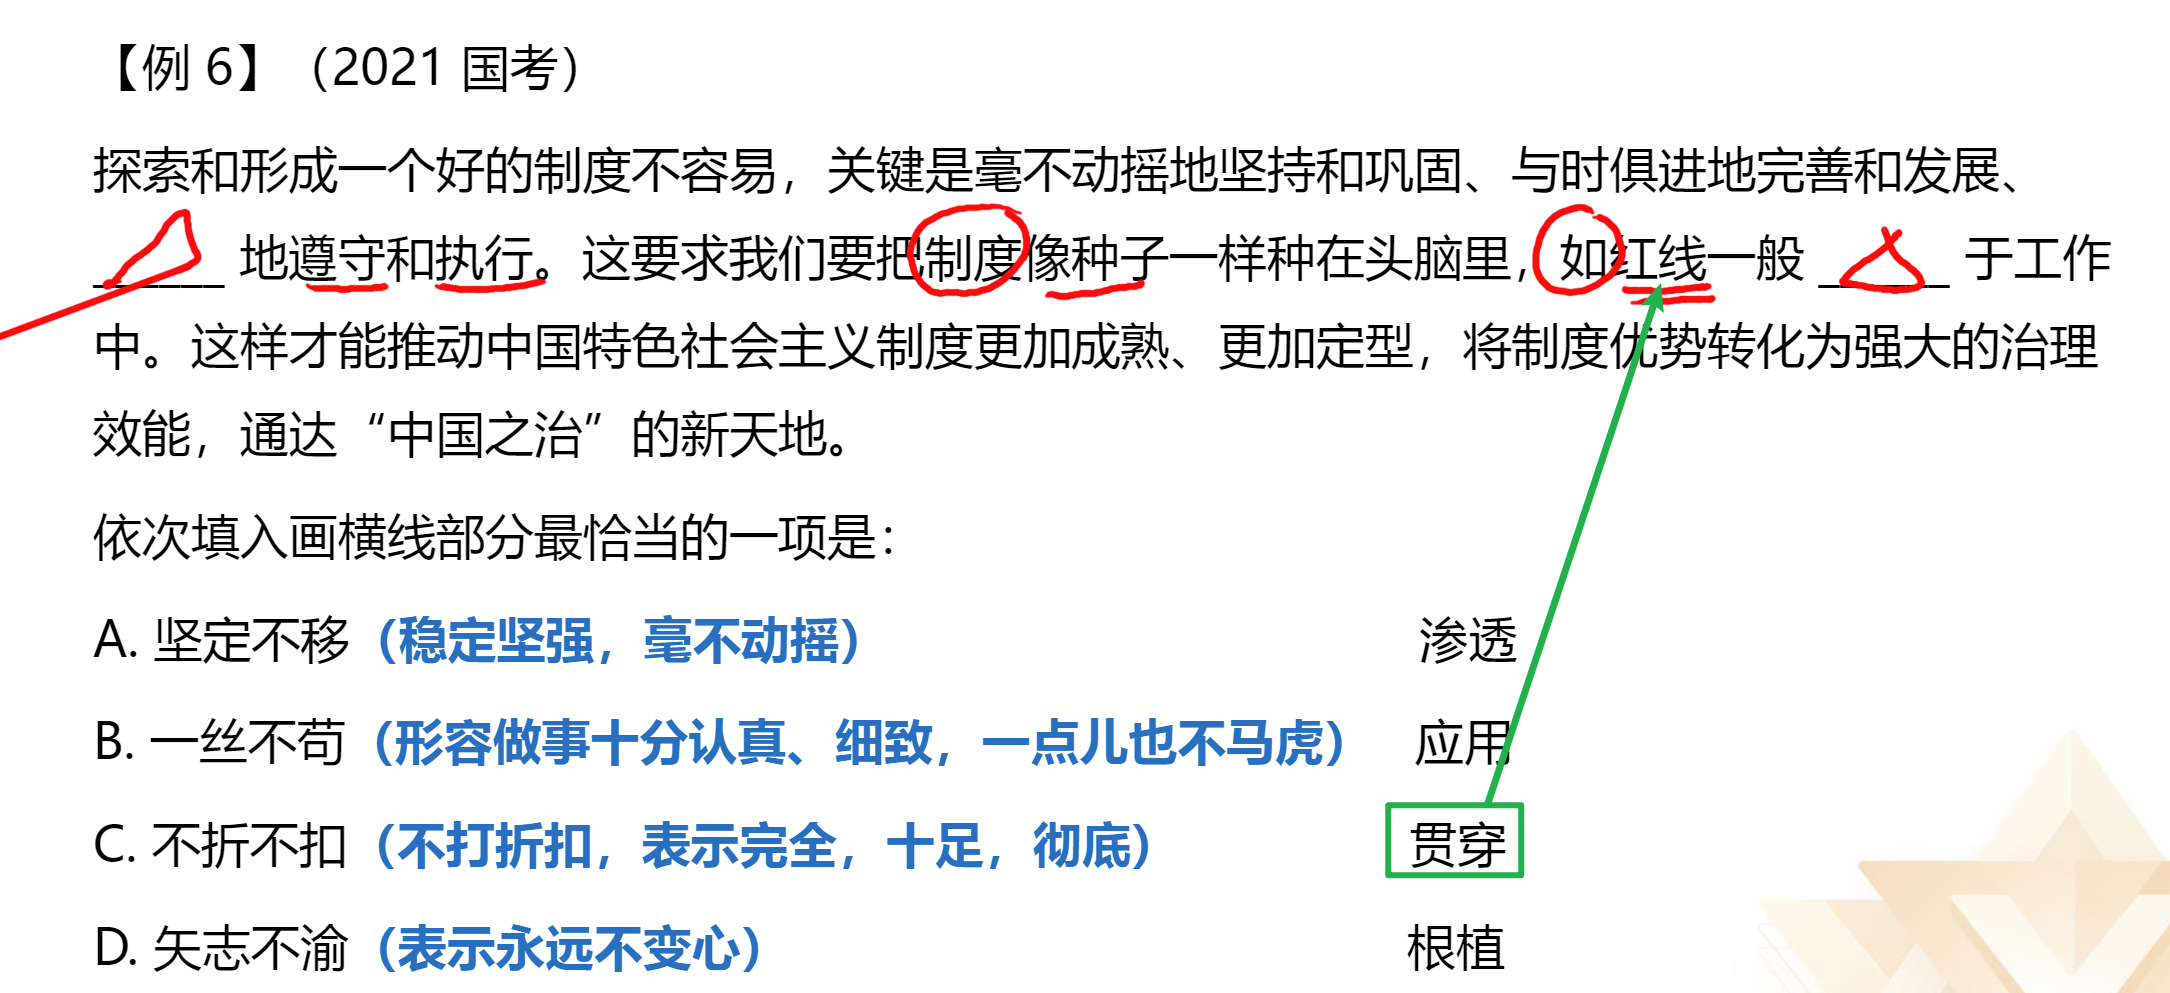 【例 6】（2021 国考）
探索和形成一个好的制度不容易，关键是毫不动摇地坚持和巩固、与时俱进地完善和发展、
______ 地遵守和执行。这要求我们要把制度像种子一样种在头脑里，如红线一般 ______ 于工作
中。这样才能推动中国特色社会主义制度更加成熟、更加定型，将制度优势转化为强大的治理
效能，通达“中国之治”的新天地。
依次填入画横线部分最恰当的一项是：
A. 坚定不移（稳定坚强，毫不动摇） 渗透
B. 一丝不苟（形容做事十分认真、细致，一点儿也不马虎） 应用
C. 不折不扣（不打折扣，表示完全，十足，彻底） 贯穿
D. 矢志不渝（表示永远不变心） 根植